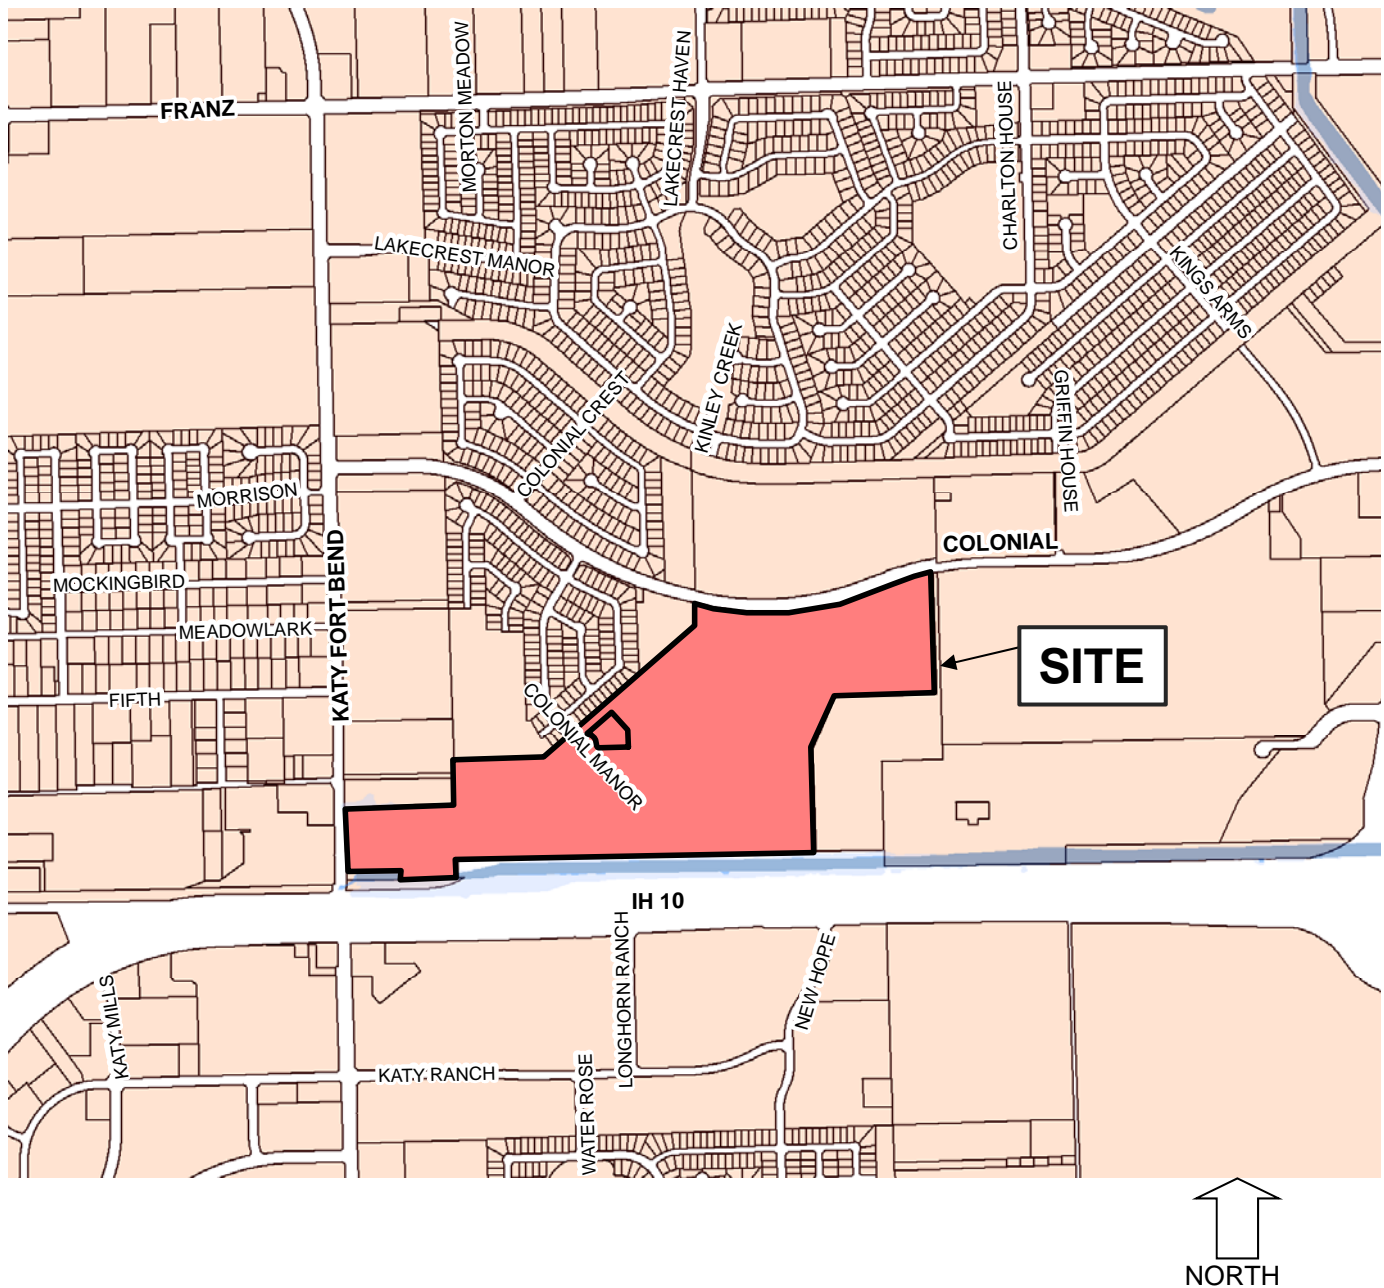 FRANZ
MORTON MEADOW
LAKECREST HAVEN
CHARLTON HOUSE
LAKECREST MANOR
KINGS ARMS
COLONIAL CREST
KINLEY CREEK
GRIFFIN HOUSE
MORRISON
KATY-FORT-BEND
COLONIAL
MOCKINGBIRD
MEADOWLARK
SITE
FIFTH
COLONIAL MANOR
IH 10
LONGHORN RANCH
NEW HOPE
KATY MILLS
KATY RANCH
WATER ROSE
NORTH